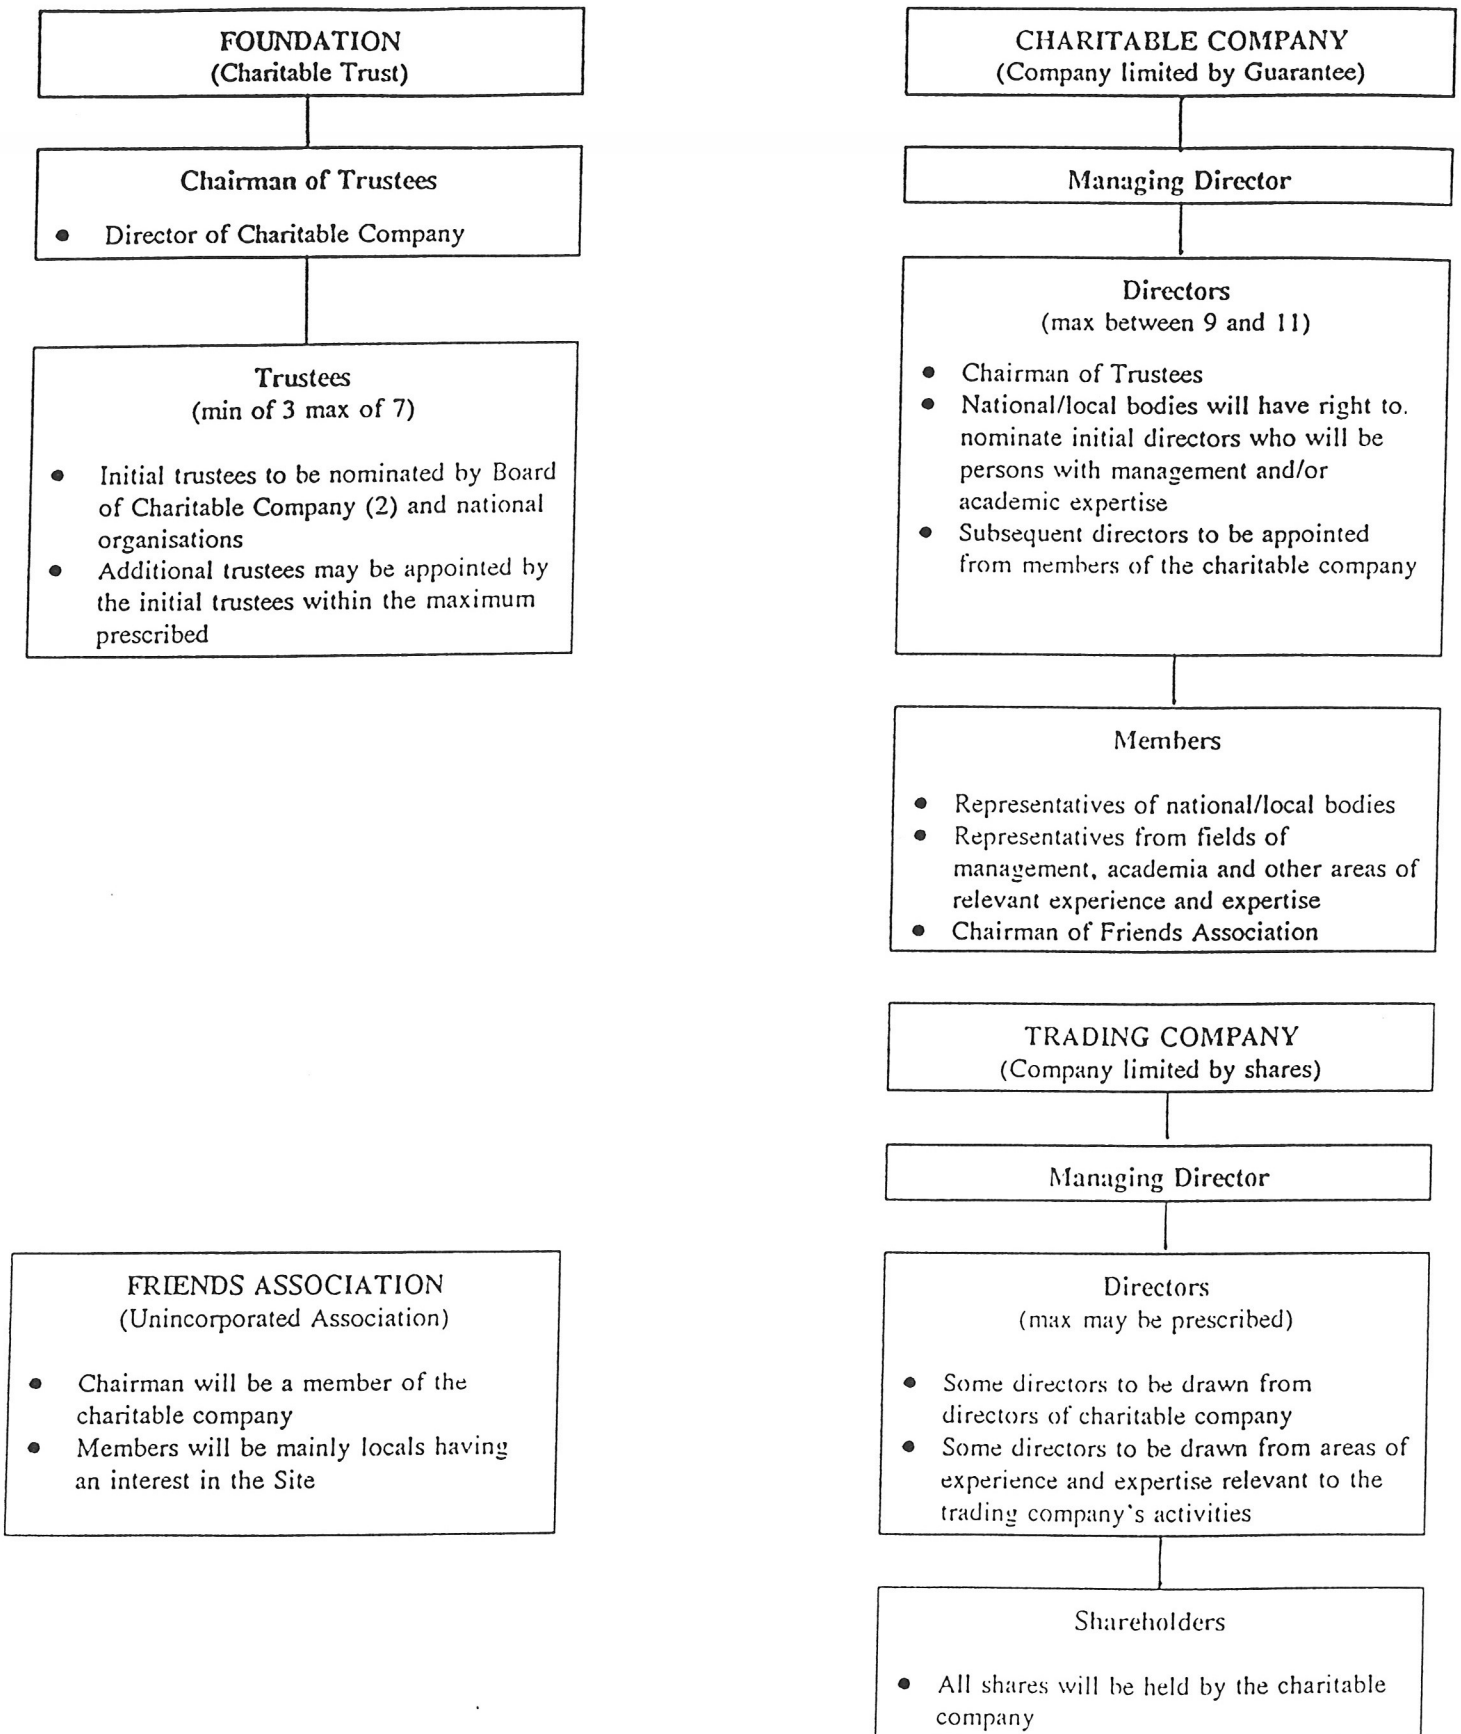 FOUNDATION
(Charitable Trust)
Chairman of Trustees
● Director of Charitable Company
Trustees
(min of 3 max of 7)
● Initial trustees to be nominated by Board
of Charitable Company (2) and national
organisations
● Additional trustees may be appointed by
the initial trustees within the maximum
prescribed
CHARITABLE COMPANY
(Company limited by Guarantee)
Managing Director
Directors
(max between 9 and 11)
● Chairman of Trustees
● National/local bodies will have right to.
nominate initial directors who will be
persons with management and/or
academic expertise
● Subsequent directors to be appointed
from members of the charitable company
Members
● Representatives of national/local bodies
● Representatives from fields of
management, academia and other areas of
relevant experience and expertise
● Chairman of Friends Association
TRADING COMPANY
(Company limited by shares)
Managing Director
Directors
(max may be prescribed)
● Some directors to be drawn from
directors of charitable company
● Some directors to be drawn from areas of
experience and expertise relevant to the
trading company's activities
Shareholders
● All shares will be held by the charitable
company
FRIENDS ASSOCIATION
(Unincorporated Association)
● Chairman will be a member of the
charitable company
● Members will be mainly locals having
an interest in the Site